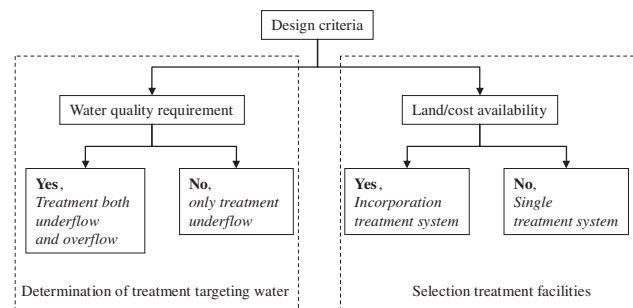 Design criteria
Water quality requirement
Land/cost availability
Yes,
Treatment both
underflow
and overflow
No,
only treatment
underflow
Yes,
Incorporation
treatment system
No,
Single
treatment system
Determination of treatment targeting water
Selection treatment facilities